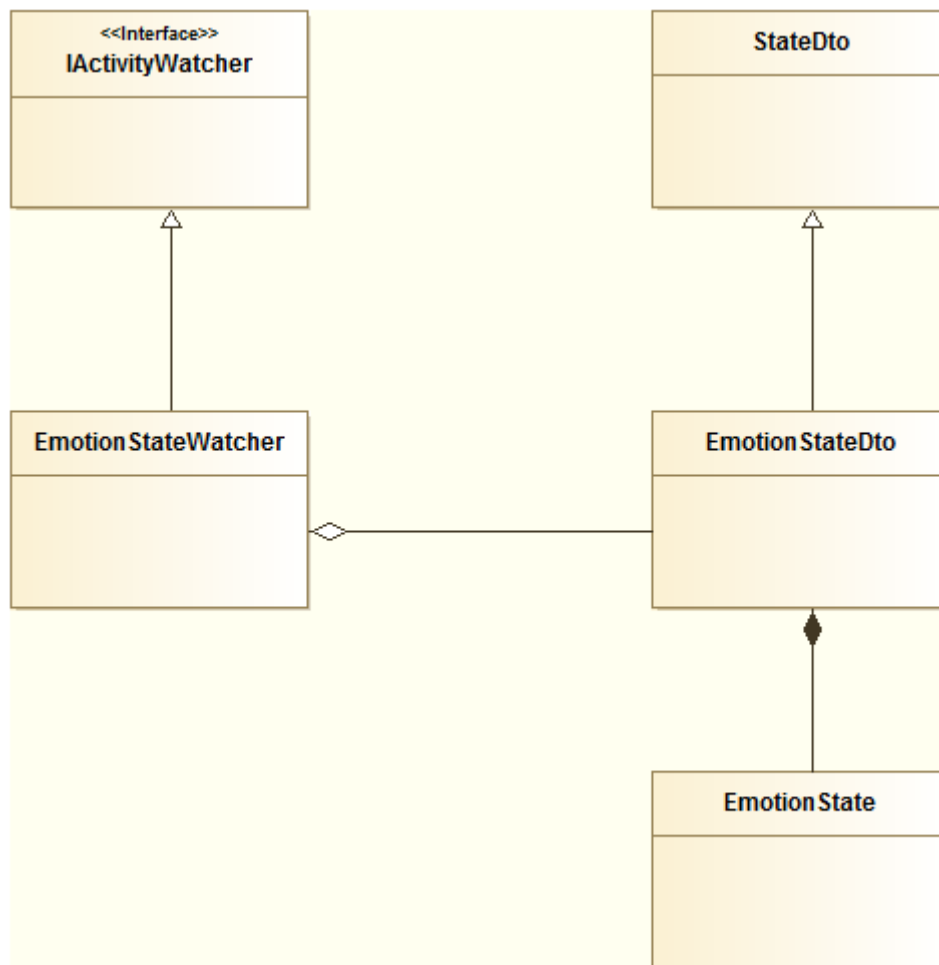 <<Interface>>
IActivityWatcher
StateDto
EmotionStateWatcher
EmotionStateDto
EmotionState